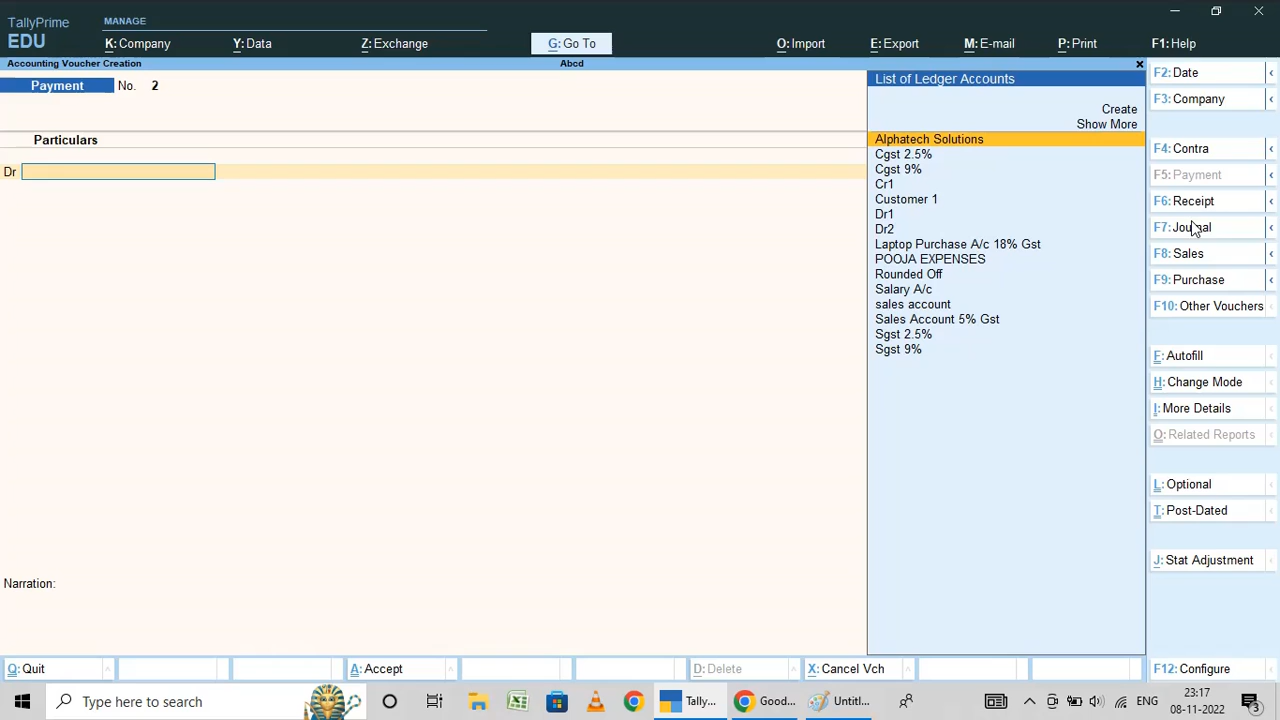 TallyPrime
EDU
MANAGE
K: Company
Y: Data
Z: Exchange
G: Go To
O: Import
E: Export
M: E-mail
P: Print
F1: Help
Accounting Voucher Creation
Abcd
Payment No. 2
Particulars
Dr
List of Ledger Accounts
Create
Show More
Alphatech Solutions
Cgst 2.5%
Cgst 9%
Cr1
Customer 1
Dr1
Dr2
Laptop Purchase A/c 18% Gst
POOJA EXPENSES
Rounded Off
Salary A/c
sales account
Sales Account 5% Gst
Sgst 2.5%
Sgst 9%
F2: Date
F3: Company
F4: Contra
F5: Payment
F6: Receipt
F7: Journal
F8: Sales
F9: Purchase
F10: Other Vouchers
F: Autofill
H: Change Mode
I: More Details
O: Related Reports
L: Optional
T: Post-Dated
J: Stat Adjustment
F12: Configure
Narration:
Q: Quit
A: Accept
D: Delete
X: Cancel Vch
Type here to search
Tally...
Good...
Untitl...
ENG
23:17
08-11-2022
3